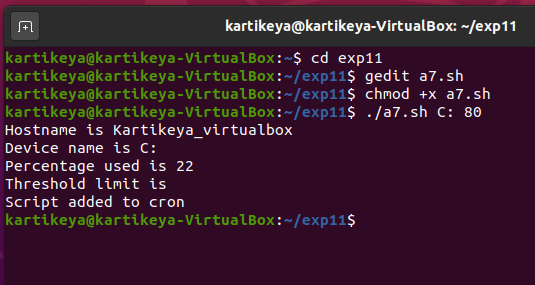 kartikeya@kartikeya-VirtualBox: ~/exp11
kartikeya@kartikeya-VirtualBox:~$ cd exp11
kartikeya@kartikeya-VirtualBox:~/exp11$ gedit a7.sh
kartikeya@kartikeya-VirtualBox:~/exp11$ chmod +x a7.sh
kartikeya@kartikeya-VirtualBox:~/exp11$ ./a7.sh C: 80
Hostname is Kartikeya_virtualbox
Device name is C:
Percentage used is 22
Threshold limit is
Script added to cron
kartikeya@kartikeya-VirtualBox:~/exp11$